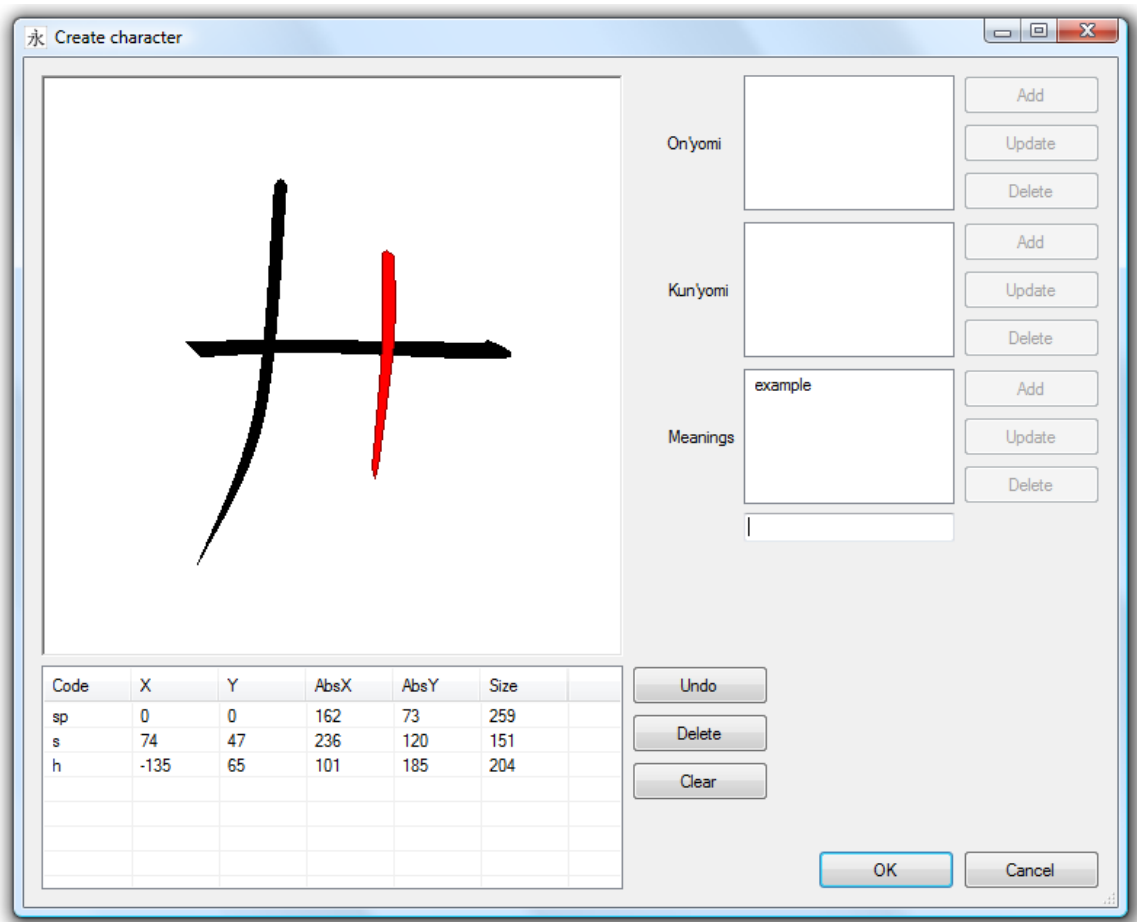 永 Create character
On'yomi
Add
Update
Delete
Kun'yomi
Add
Update
Delete
Meanings
example
Add
Update
Delete
Code X Y AbsX AbsY Size
sp 0 0 162 73 259
s 74 47 236 120 151
h -135 65 101 185 204
Undo
Delete
Clear
OK
Cancel